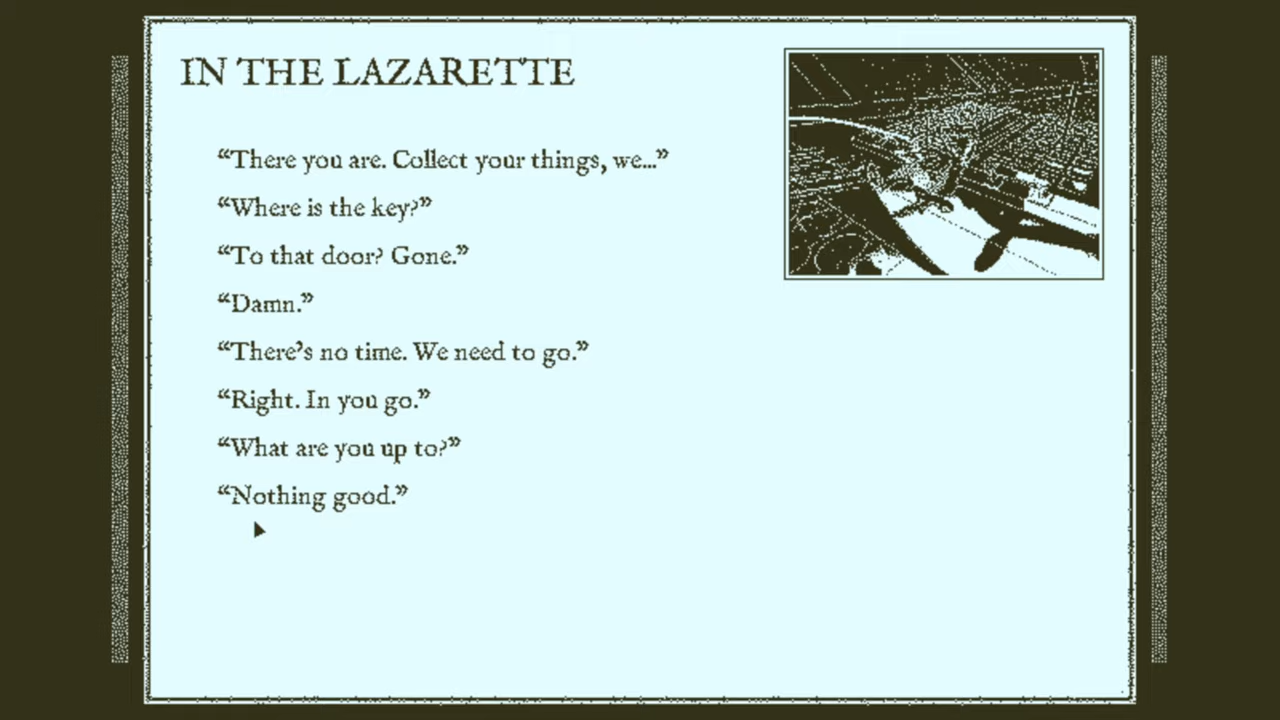 IN THE LAZARETTE
“There you are. Collect your things, we...”
“Where is the key?”
“To that door? Gone.”
“Damn.”
“There’s no time. We need to go.”
“Right. In you go.”
“What are you up to?”
“Nothing good.”